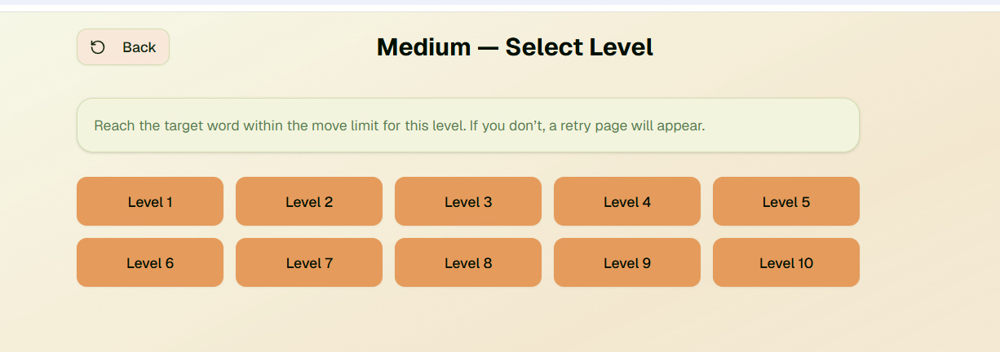 Back
Medium — Select Level
Reach the target word within the move limit for this level. If you don’t, a retry page will appear.
Level 1
Level 2
Level 3
Level 4
Level 5
Level 6
Level 7
Level 8
Level 9
Level 10